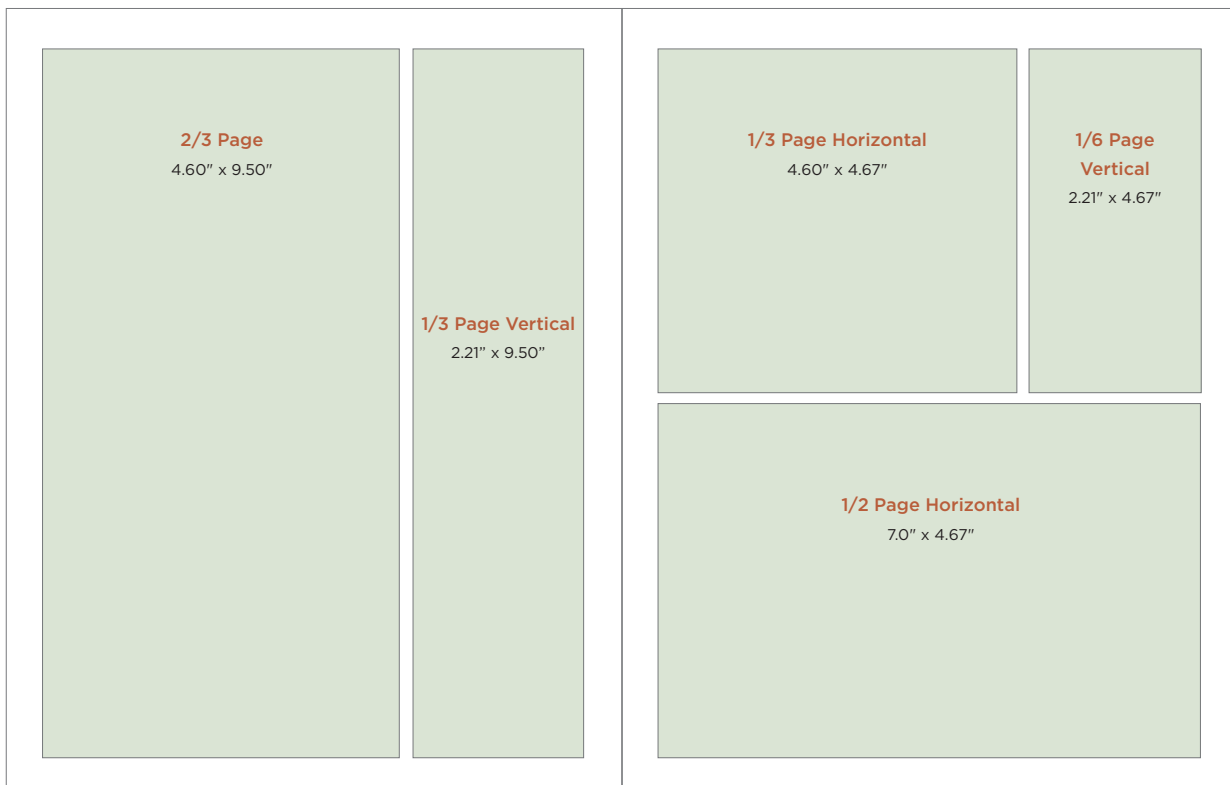 2/3 Page
4.60" x 9.50"
1/3 Page Vertical
2.21” x 9.50”
1/3 Page Horizontal
4.60" x 4.67"
1/6 Page
Vertical
2.21" x 4.67"
1/2 Page Horizontal
7.0" x 4.67"